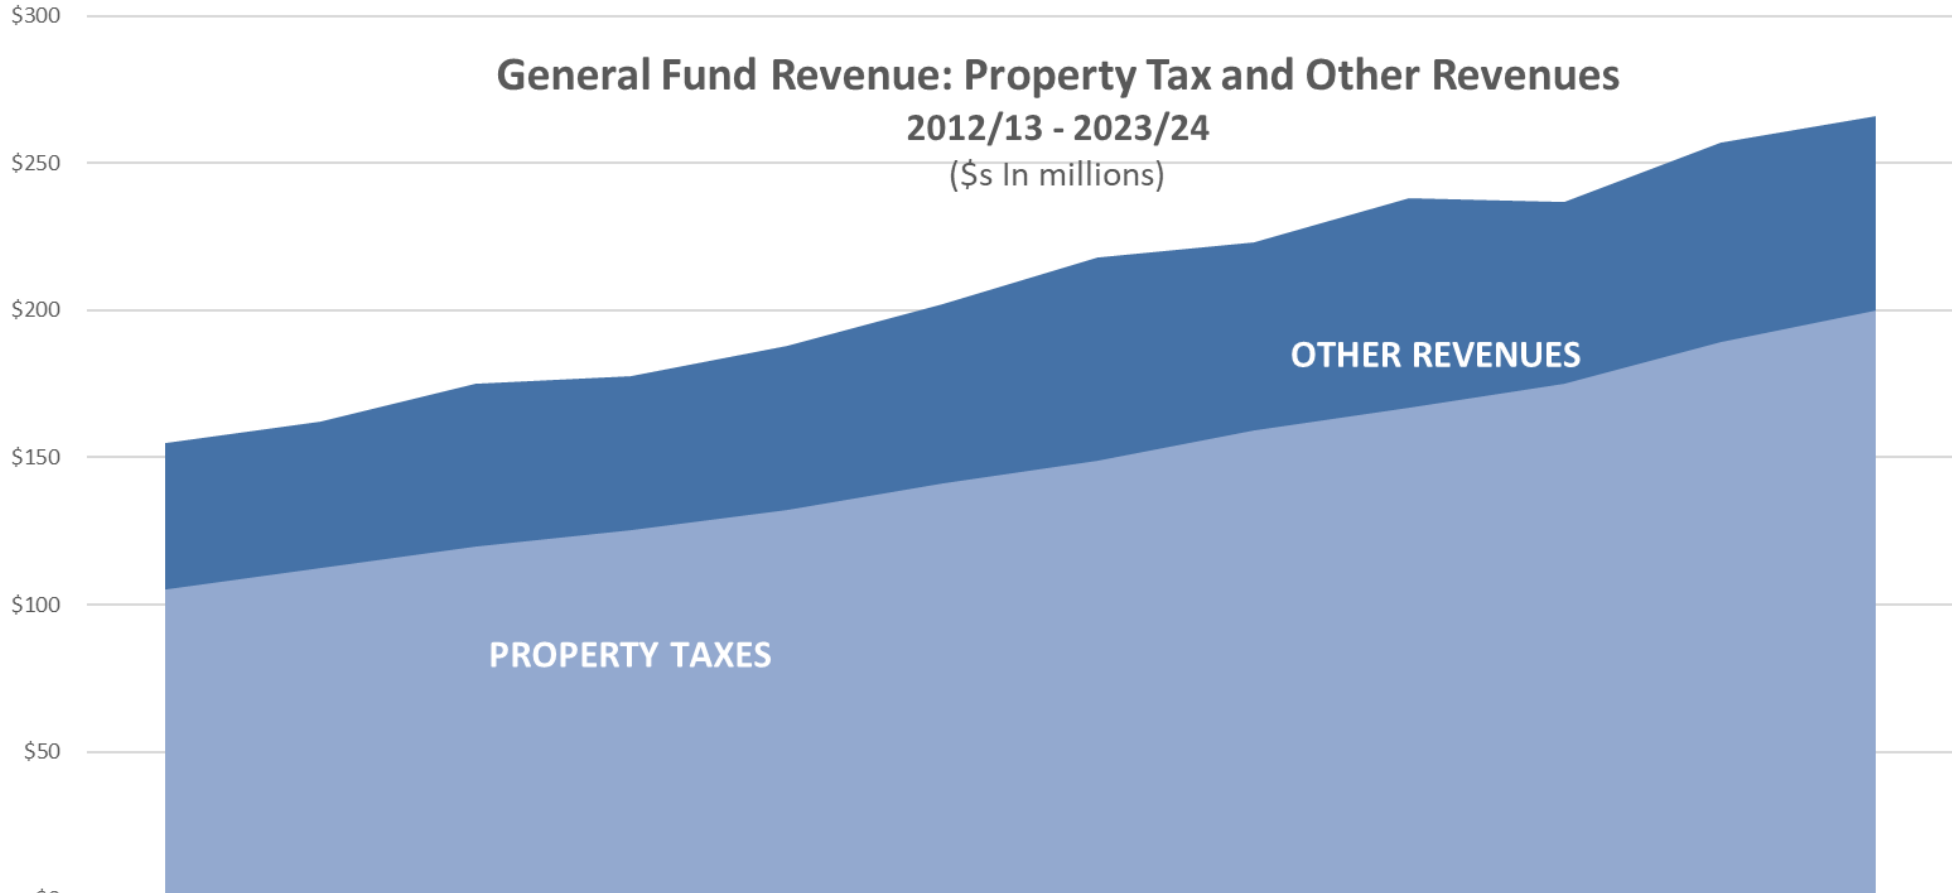 $300
General Fund Revenue: Property Tax and Other Revenues
2012/13 - 2023/24
$250
($s In millions)
$200
OTHER REVENUES
$150
$100
PROPERTY TAXES
$50